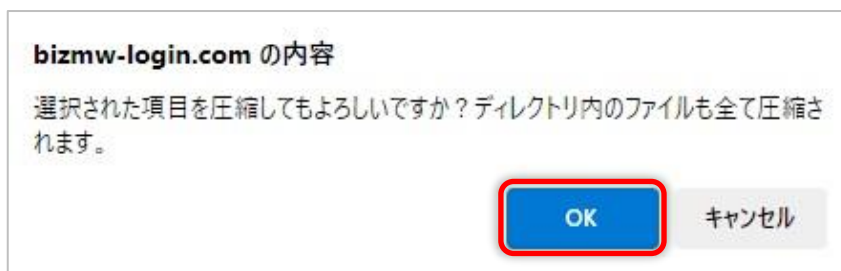 bizmw-login.com の内容
選択された項目を圧縮してもよろしいですか？ディレクトリ内のファイルも全て圧縮さ
れます。
OK
キャンセル